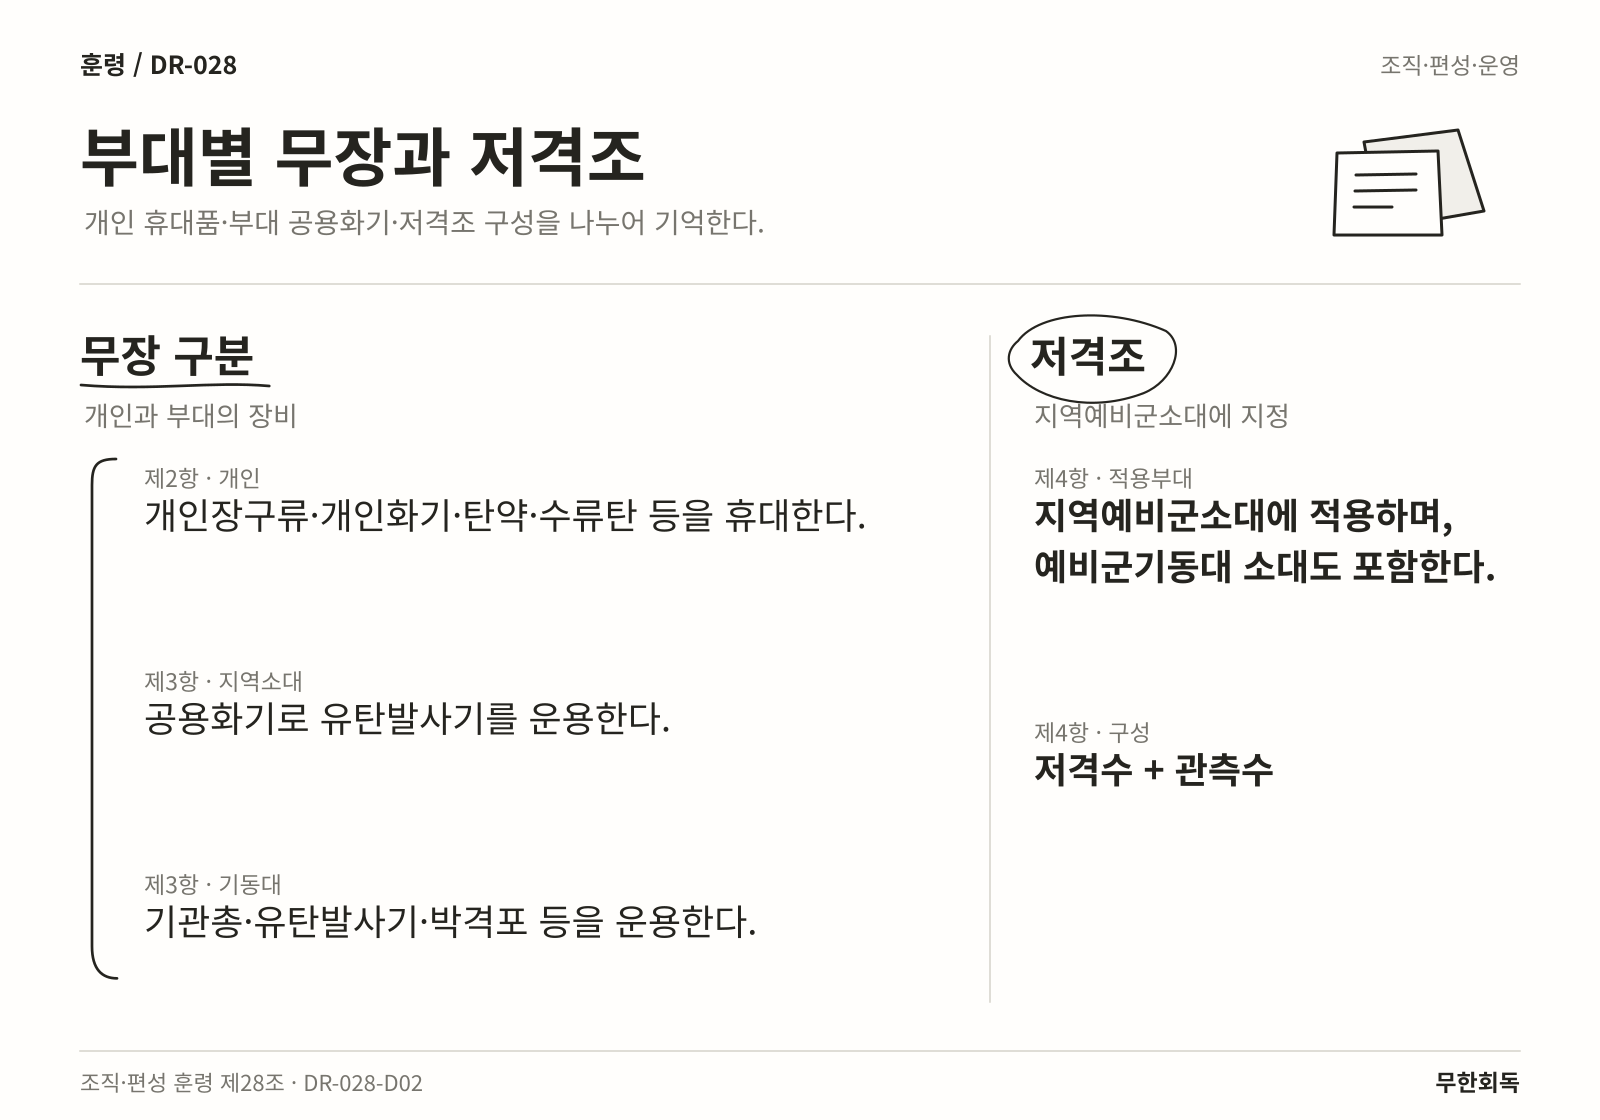 훈령 / DR-028
조직·편성·운영
부대별 무장과 저격조
개인 휴대품·부대 공용화기·저격조 구성을 나누어 기억한다.
무장 구분
개인과 부대의 장비
제2항 · 개인
개인장구류·개인화기·탄약·수류탄 등을 휴대한다.
제3항 · 지역소대
공용화기로 유탄발사기를 운용한다.
제3항 · 기동대
기관총·유탄발사기·박격포 등을 운용한다.
저격조
지역예비군소대에 지정
제4항 · 적용부대
지역예비군소대에 적용하며,
예비군기동대 소대도 포함한다.
제4항 · 구성
저격수 + 관측수
조직·편성 훈령 제28조 · DR-028-D02
무한회독